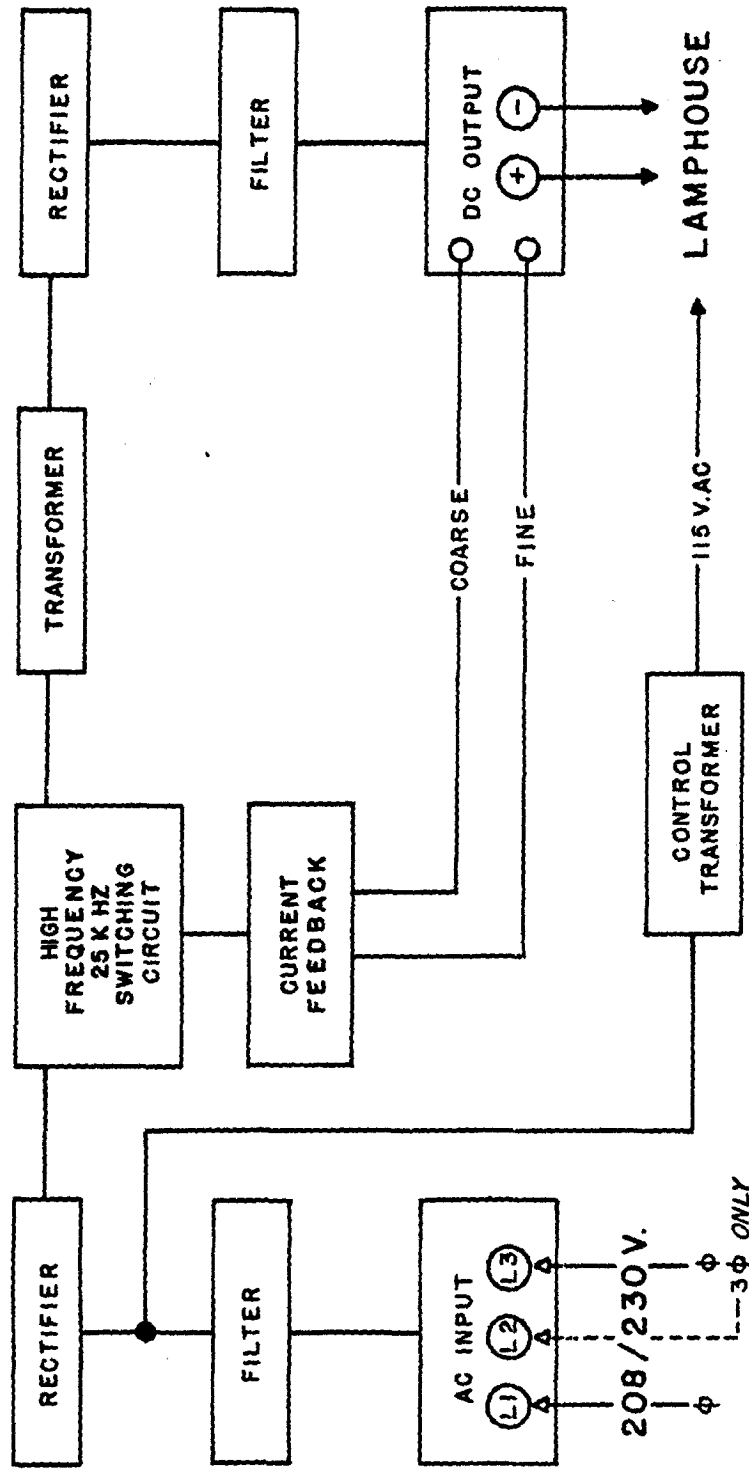 RECTIFIER
TRANSFORMER
HIGH
FREQUENCY
25 K HZ
SWITCHING
CIRCUIT
RECTIFIER
FILTER
CURRENT
FEEDBACK
FILTER
AC INPUT
L1 L2 L3
208/230 V.
ϕ ϕ
3ϕ ONLY
COARSE
FINE
DC OUTPUT
+ -
CONTROL
TRANSFORMER
115 V. AC
LAMPHOUSE